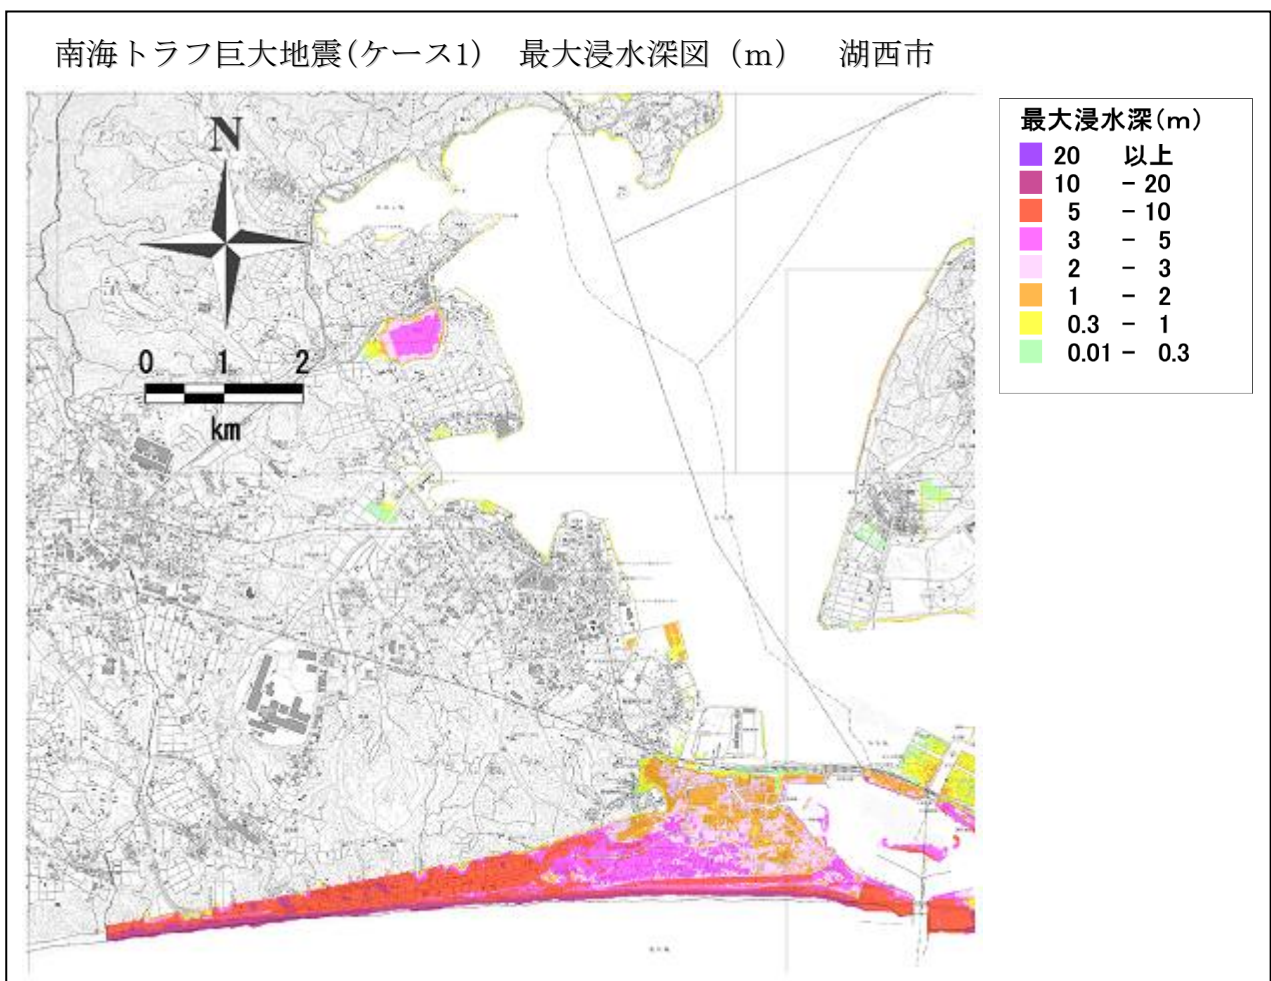 南海トラフ巨大地震(ケース1) 最大浸水深図 (m) 湖西市
N
0 1 2
km
最大浸水深(m)
20 以上
10 - 20
5 - 10
3 - 5
2 - 3
1 - 2
0.3 - 1
0.01 - 0.3